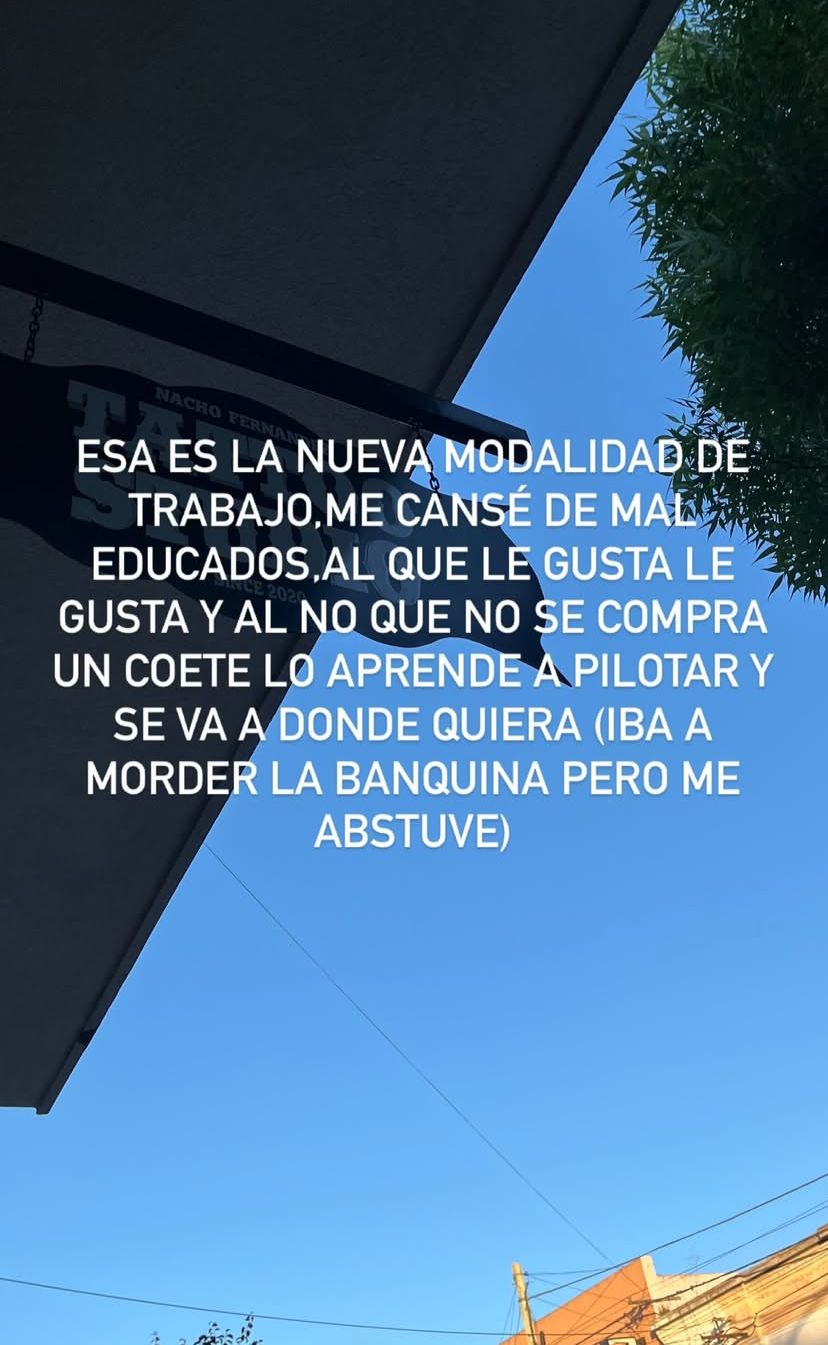 NACHO FERNAN
TATTOO
STUDIO
SINCE 2020
ESA ES LA NUEVA MODALIDAD DE
TRABAJO,ME CANSÉ DE MAL
EDUCADOS,AL QUE LE GUSTA LE
GUSTA Y AL NO QUE NO SE COMPRA
UN COETE LO APRENDE A PILOTAR Y
SE VA A DONDE QUIERA (IBA A
MORDER LA BANQUINA PERO ME
ABSTUVE)